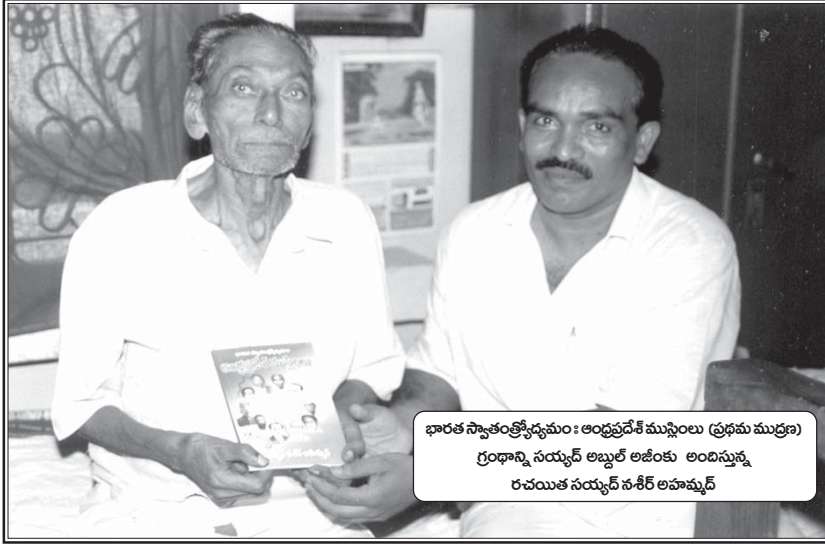 భారత స్వాతంత్ర్యోద్యమం : ఆంధ్రప్రదేశ్ ముస్లింలు (ప్రథమ ముద్రణ)
గ్రంథాన్ని సయ్యద్ అబ్దుల్ అజీంకు అందిస్తున్న
రచయిత సయ్యద్ నశీర్ అహమ్మద్